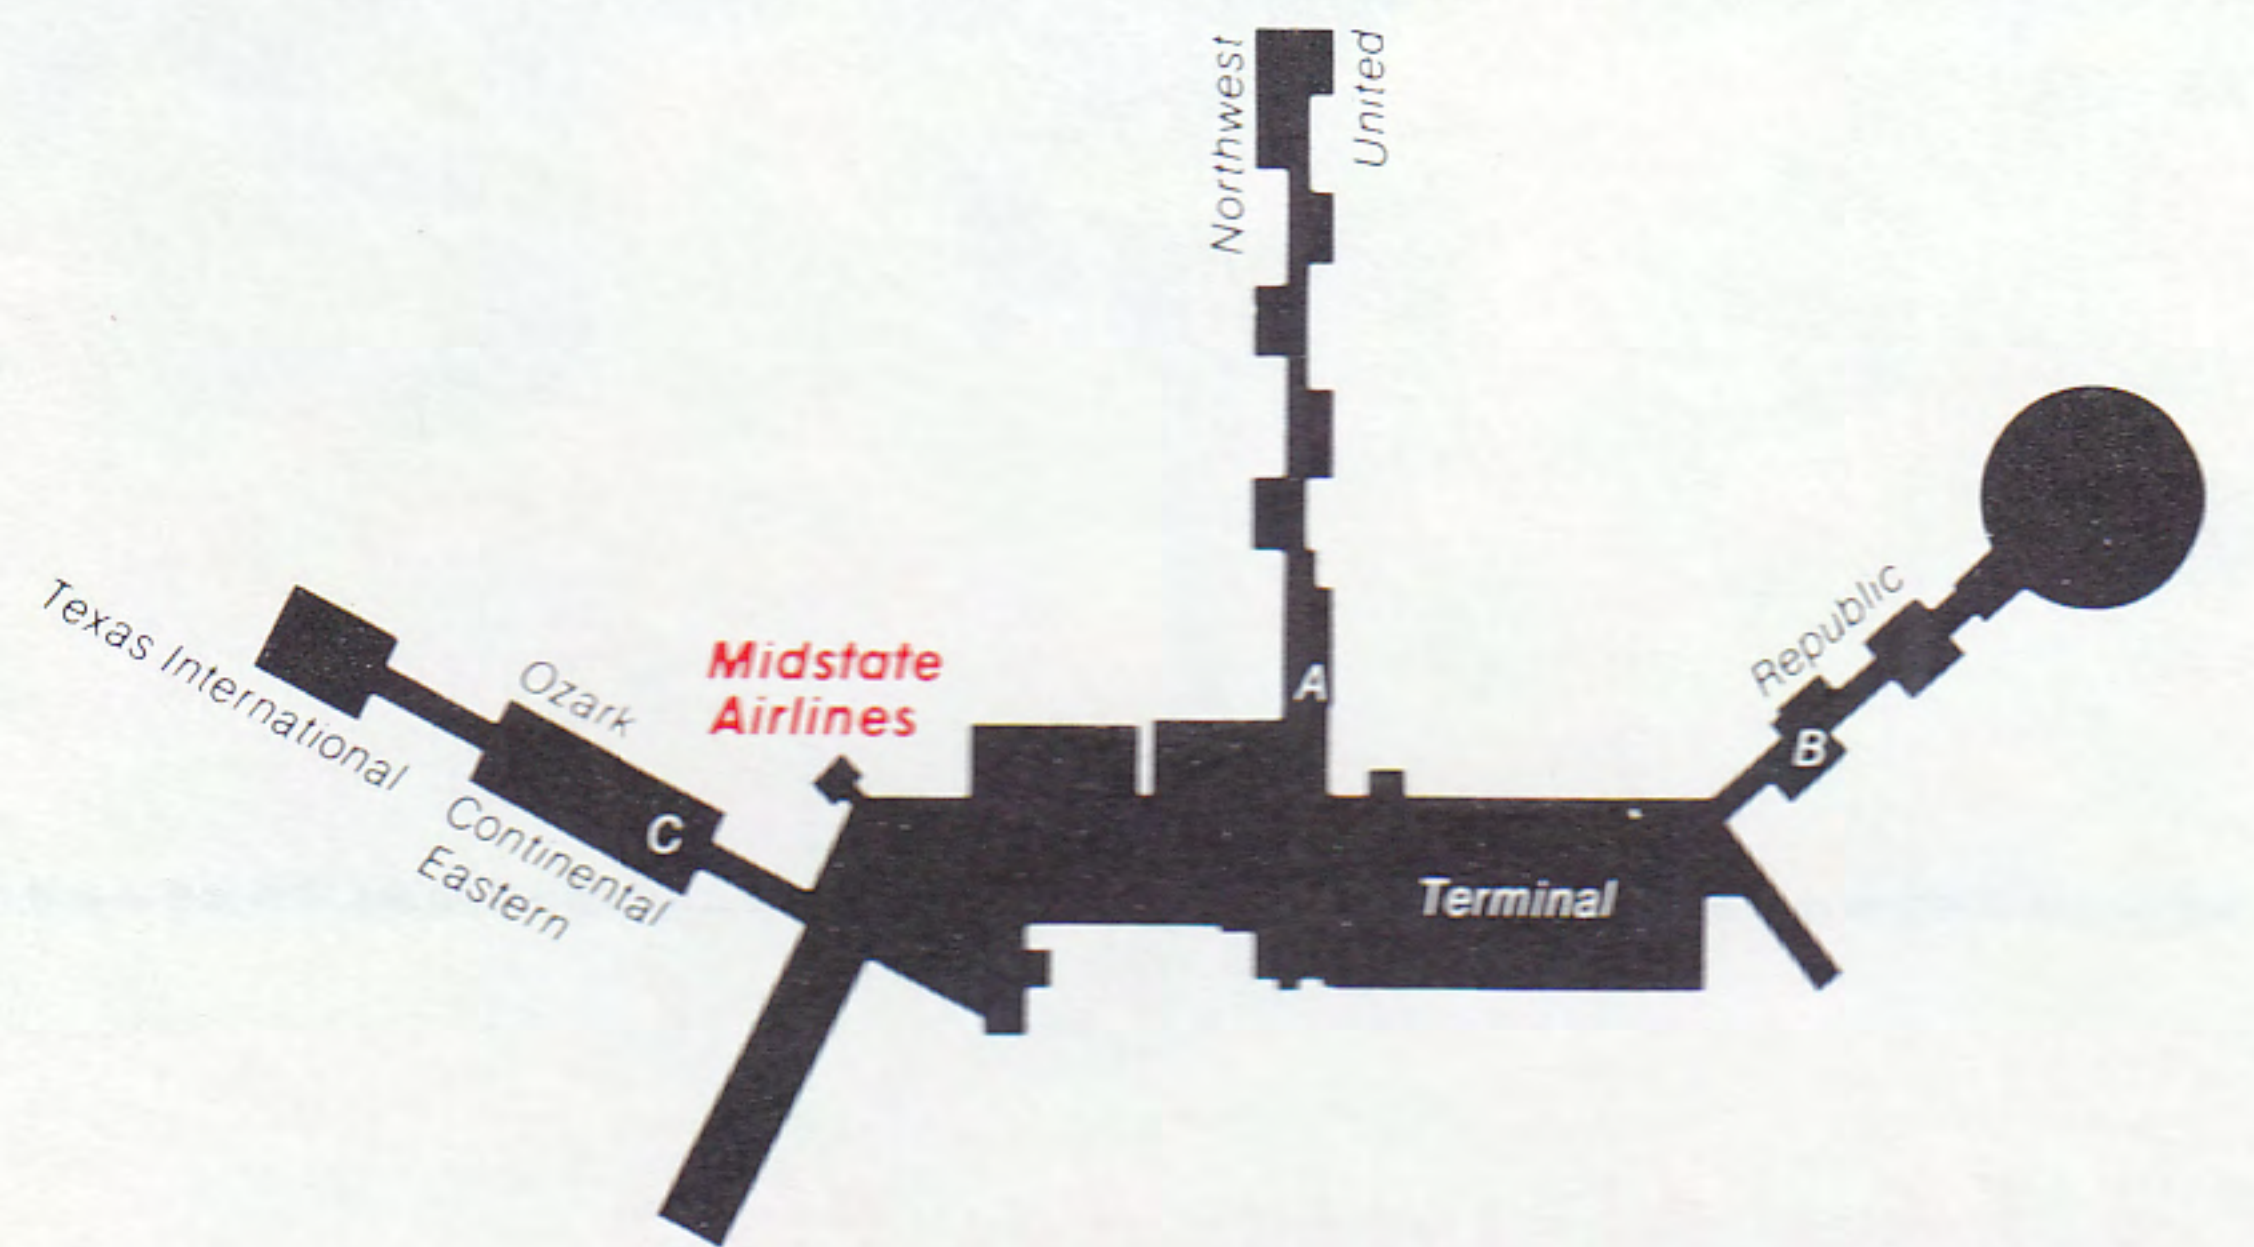 Northwest
United
A
Republic
B
Texas International
Ozark
Midstate
Airlines
C
Continental
Eastern
Terminal